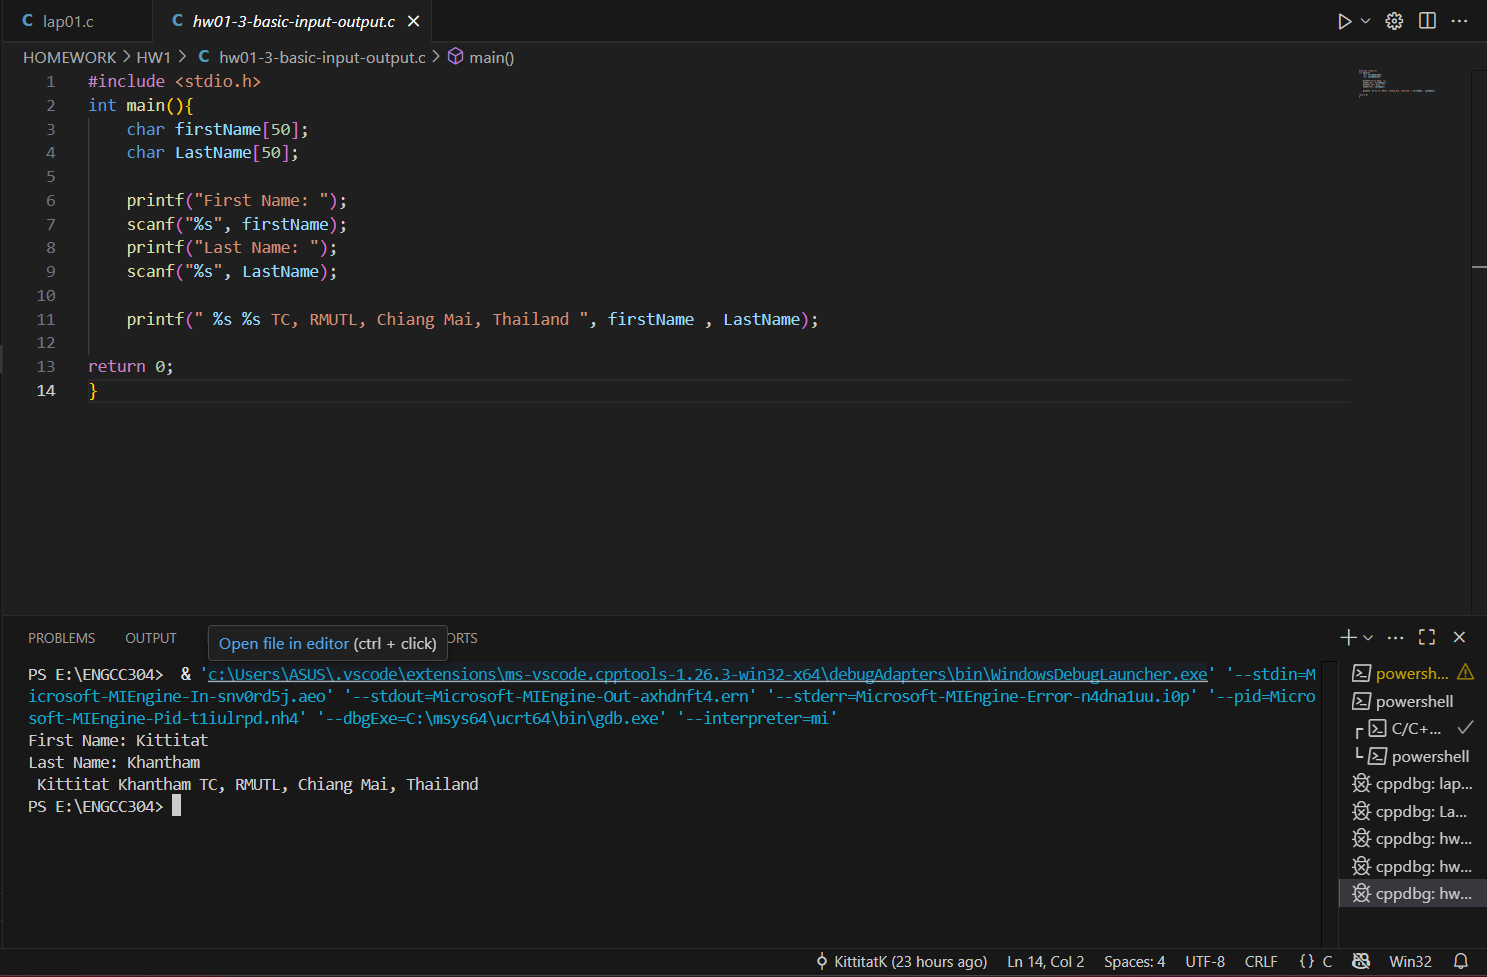 C lap01.c
C hw01-3-basic-input-output.c
HOMEWORK > HW1 > C hw01-3-basic-input-output.c > main()
1 #include <stdio.h>
2 int main(){
3     char firstName[50];
4     char LastName[50];
5
6     printf("First Name: ");
7     scanf("%s", firstName);
8     printf("Last Name: ");
9     scanf("%s", LastName);
10
11     printf(" %s %s TC, RMUTL, Chiang Mai, Thailand ", firstName , LastName);
12
13 return 0;
14 }
PROBLEMS OUTPUT ORTS
Open file in editor (ctrl + click)
PS E:\ENGCC304>  & 'c:\Users\ASUS\.vscode\extensions\ms-vscode.cpptools-1.26.3-win32-x64\debugAdapters\bin\WindowsDebugLauncher.exe' '--stdin=M
icrosoft-MIEngine-In-snv0rd5j.aeo' '--stdout=Microsoft-MIEngine-Out-axhdnft4.ern' '--stderr=Microsoft-MIEngine-Error-n4dna1uu.i0p' '--pid=Micro
soft-MIEngine-Pid-t1iulrpd.nh4' '--dbgExe=C:\msys64\ucrt64\bin\gdb.exe' '--interpreter=mi'
First Name: Kittitat
Last Name: Khantham
 Kittitat Khantham TC, RMUTL, Chiang Mai, Thailand
PS E:\ENGCC304>
powersh...
powershell
C/C+...
powershell
cppdbg: lap...
cppdbg: La...
cppdbg: hw...
cppdbg: hw...
cppdbg: hw...
KittitatK (23 hours ago) Ln 14, Col 2 Spaces: 4 UTF-8 CRLF {} C Win32